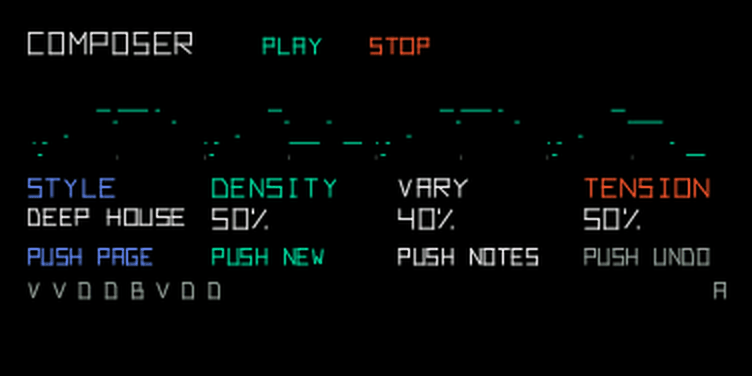 COMPOSER PLAY STOP
STYLE DENSITY VARY TENSION
DEEP HOUSE 50% 40% 50%
PUSH PAGE PUSH NEW PUSH NOTES PUSH UNDO
V V D D B V D D A